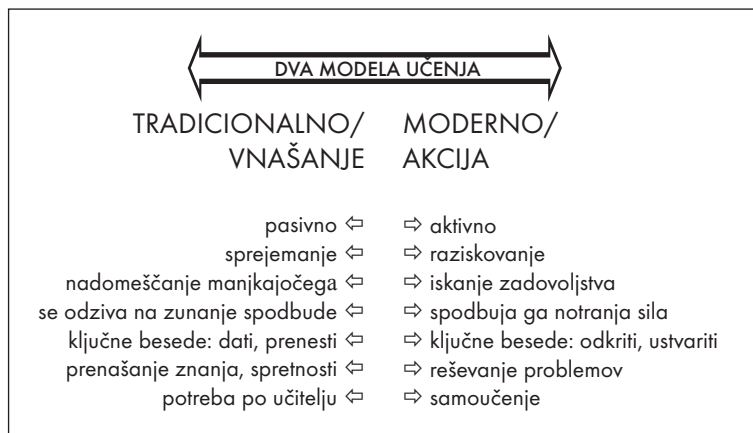 DVA MODELA UČENJA
TRADICIONALNO/
VNAŠANJE
MODERNO/
AKCIJA
pasivno ⇦ ⇨ aktivno
sprejemanje ⇦ ⇨ raziskovanje
nadomeščanje manjkajočega ⇦ ⇨ iskanje zadovoljstva
se odziva na zunanje spodbude ⇦ ⇨ spodbuja ga notranja sila
ključne besede: dati, prenesti ⇦ ⇨ ključne besede: odkriti, ustvariti
prenašanje znanja, spretnosti ⇦ ⇨ reševanje problemov
potreba po učitelju ⇦ ⇨ samoučenje